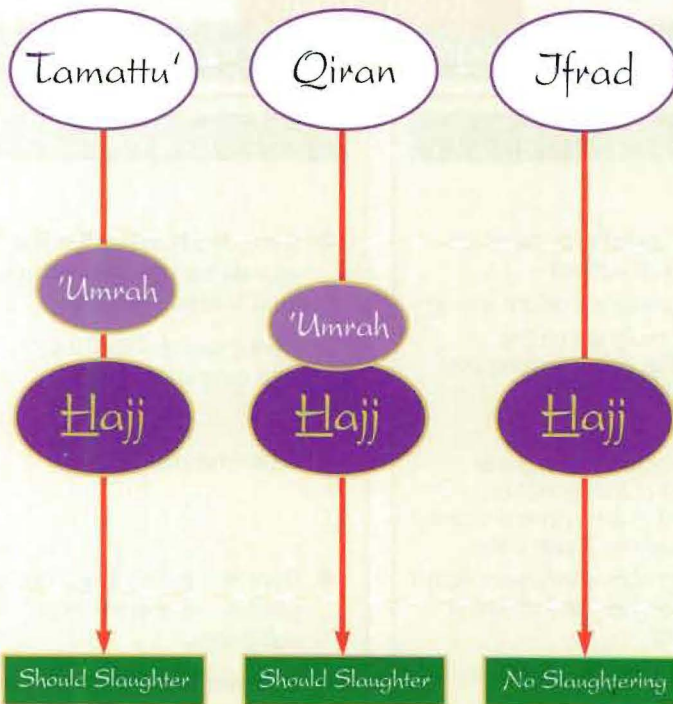 Tamattu'
Qiran
Ifrad
'Umrah
'Umrah
Hajj
Hajj
Hajj
Should Slaughter
Should Slaughter
No Slaughtering